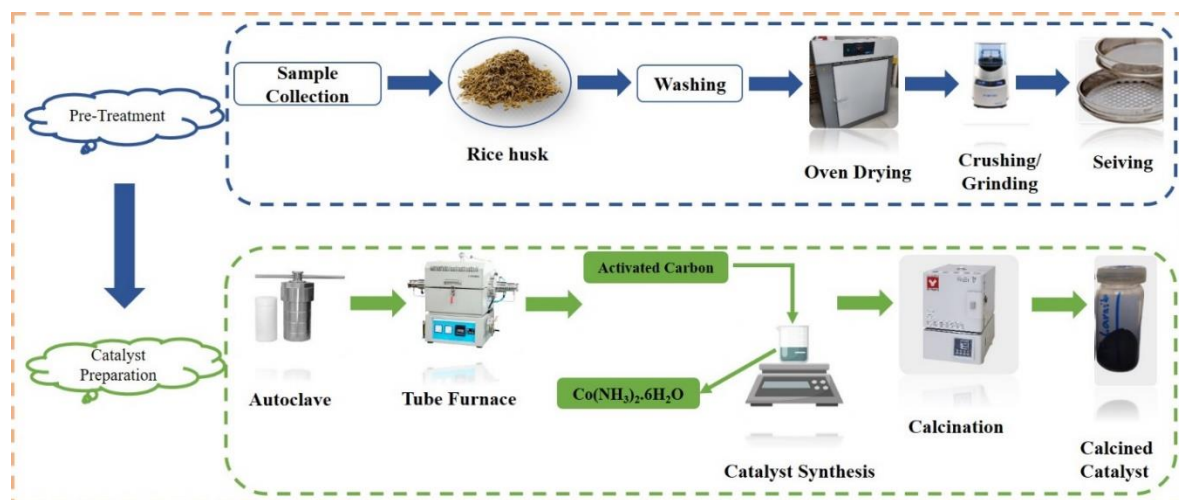 Pre-Treatment
Sample
Collection
Rice husk
Washing
Oven Drying
Crushing/
Grinding
Seiving
Catalyst
Preparation
Autoclave
Tube Furnace
Activated Carbon
Co(NH₃)₂.6H₂O
Catalyst Synthesis
Calcination
Calcined
Catalyst